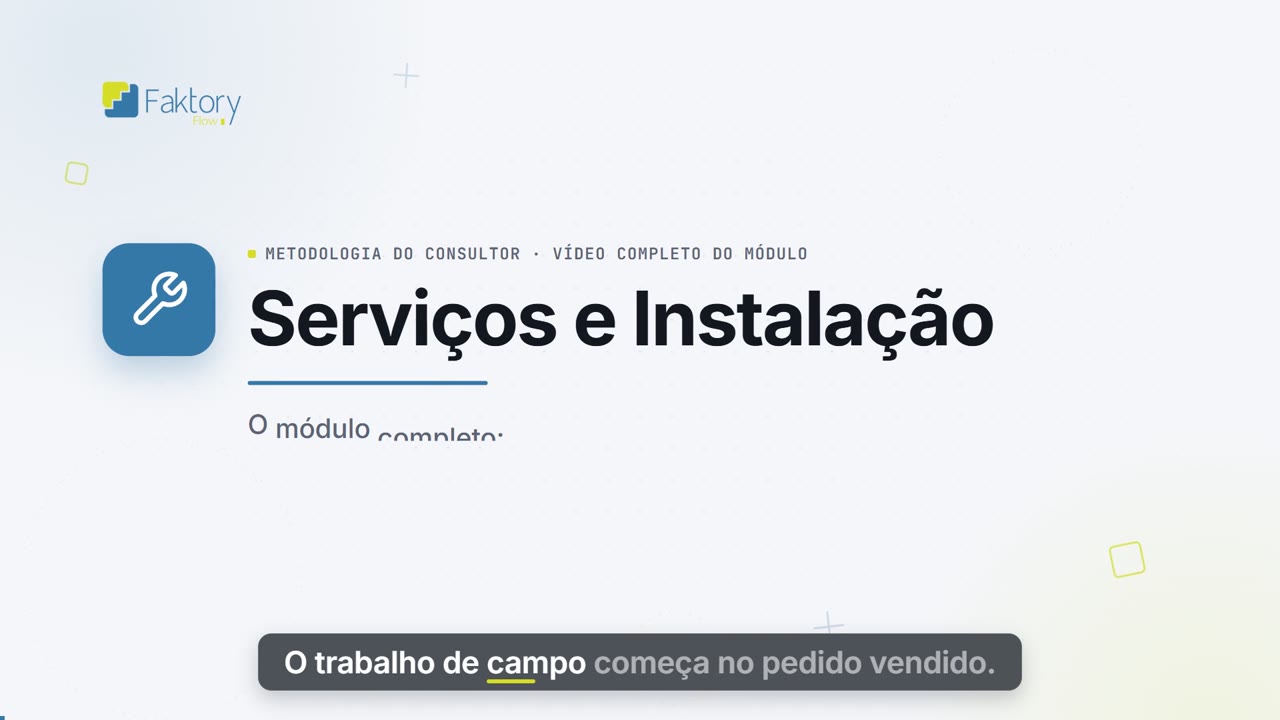 Faktory
Flow
METODOLOGIA DO CONSULTOR · VÍDEO COMPLETO DO MÓDULO
Serviços e Instalação
O módulo completo:
O trabalho de campo começa no pedido vendido.